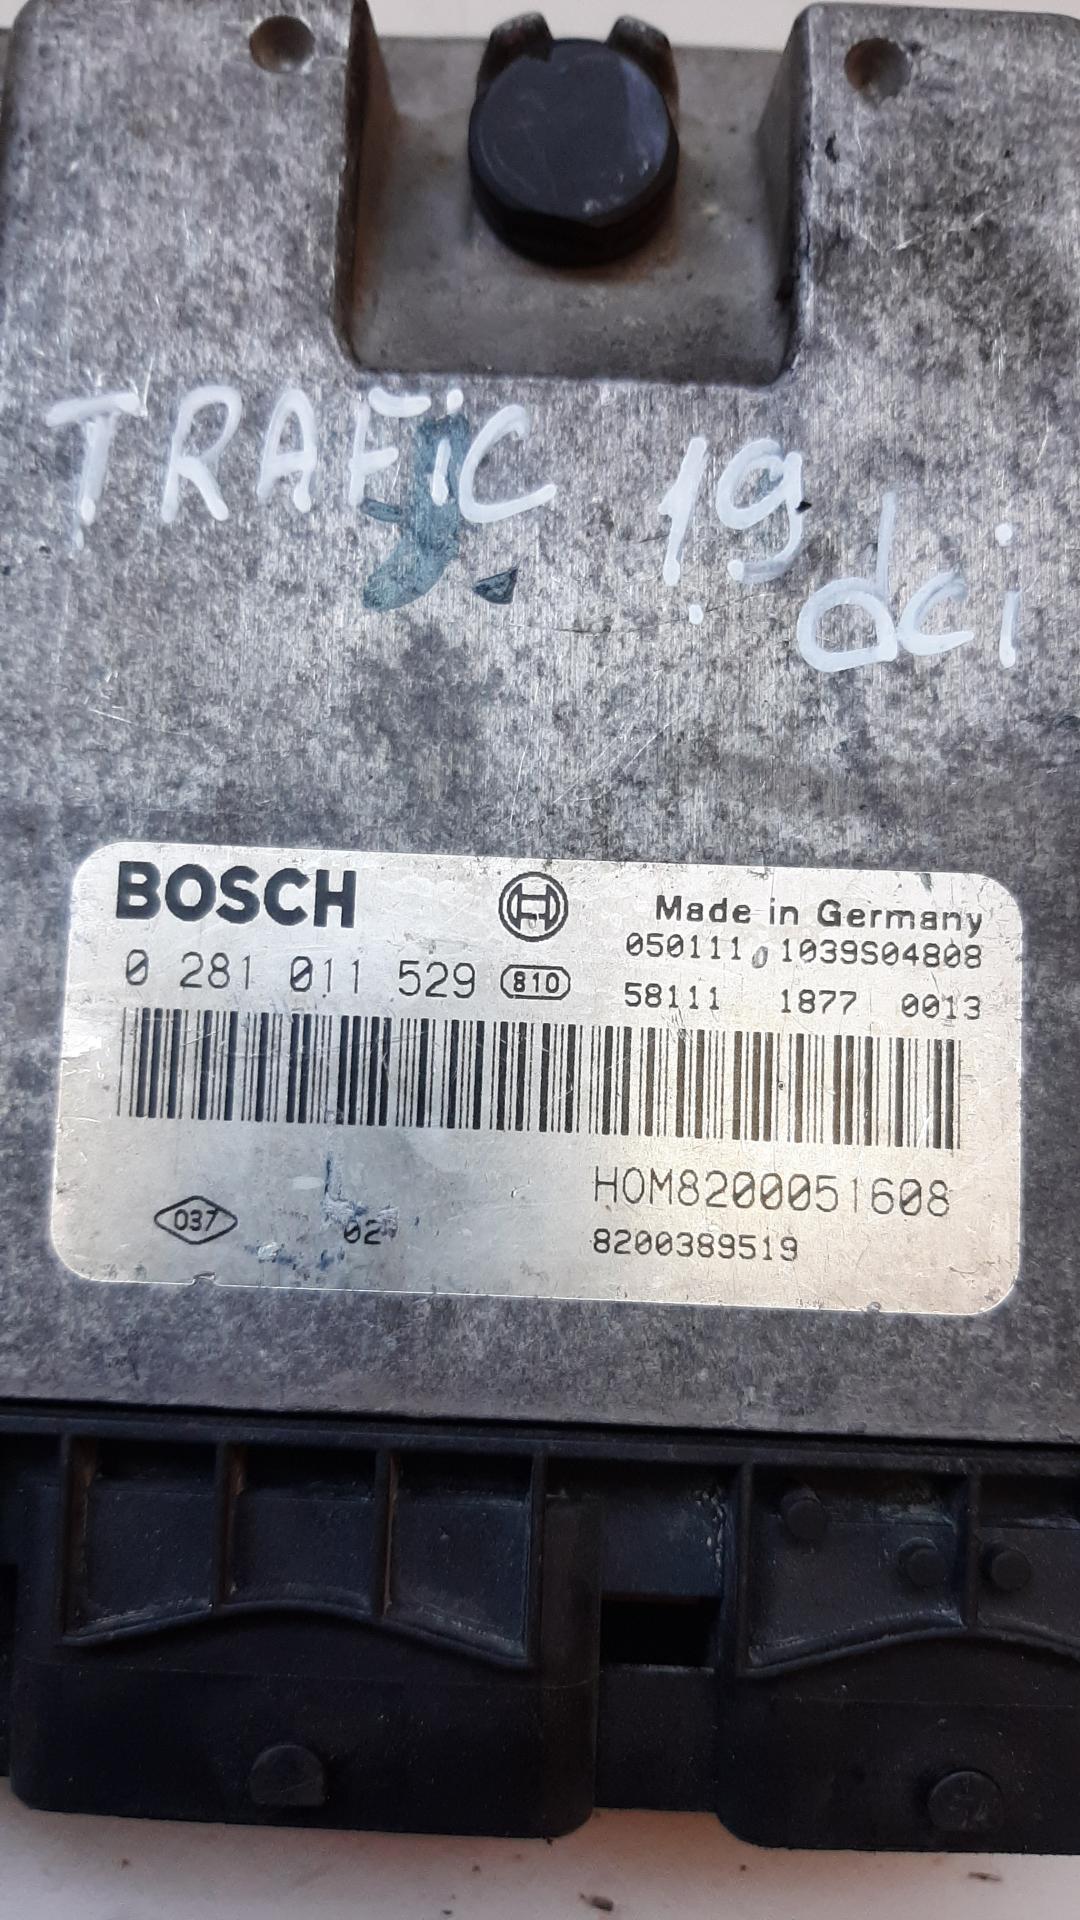 TRAFiC 1.9
dci
BOSCH
Made in Germany
050111 1039S04808
0 281 011 529 810
58111 1877 0013
HOM8200051608
037 02
8200389519